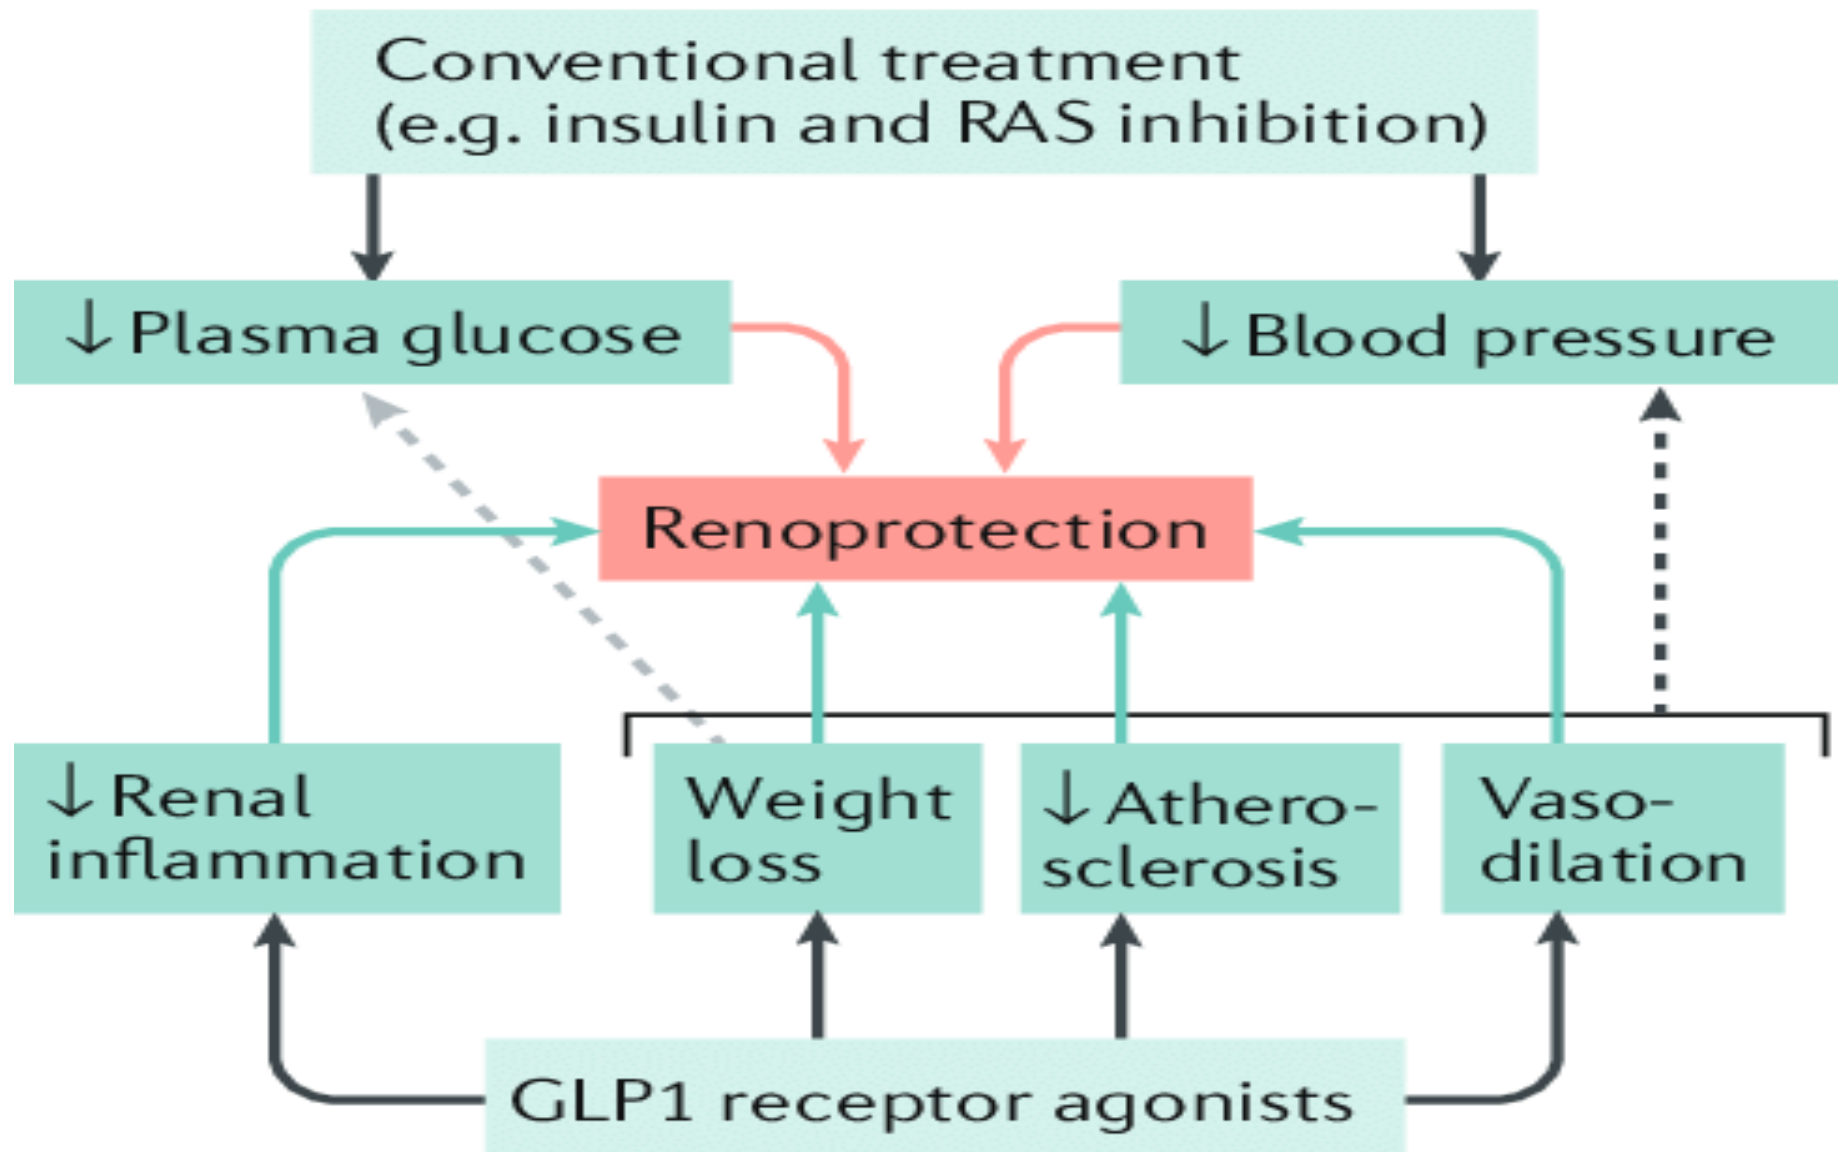 Conventional treatment
(e.g. insulin and RAS inhibition)
↓ Plasma glucose
↓ Blood pressure
Renoprotection
↓ Renal
inflammation
Weight
loss
↓ Athero-
sclerosis
Vaso-
dilation
GLP1 receptor agonists